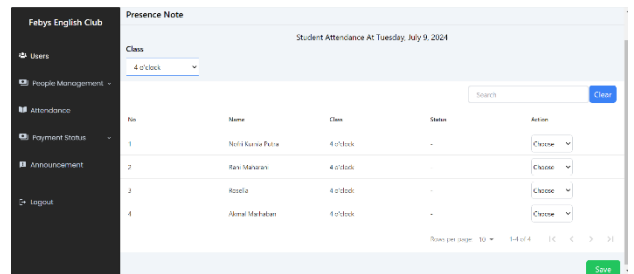 Febys English Club
Users
People Management
Attendance
Payment Status
Announcement
Logout
Presence Note
Student Attendance At Tuesday, July 9, 2024
Class
4 o'clock
Search
Clear
No Name Class Status Action
1 Nofri Kurnia Putra 4 o'clock - Choose
2 Rani Maharani 4 o'clock - Choose
3 Rosella 4 o'clock - Choose
4 Akmal Marhaban 4 o'clock - Choose
Rows per page: 10 1-4 of 4
Save